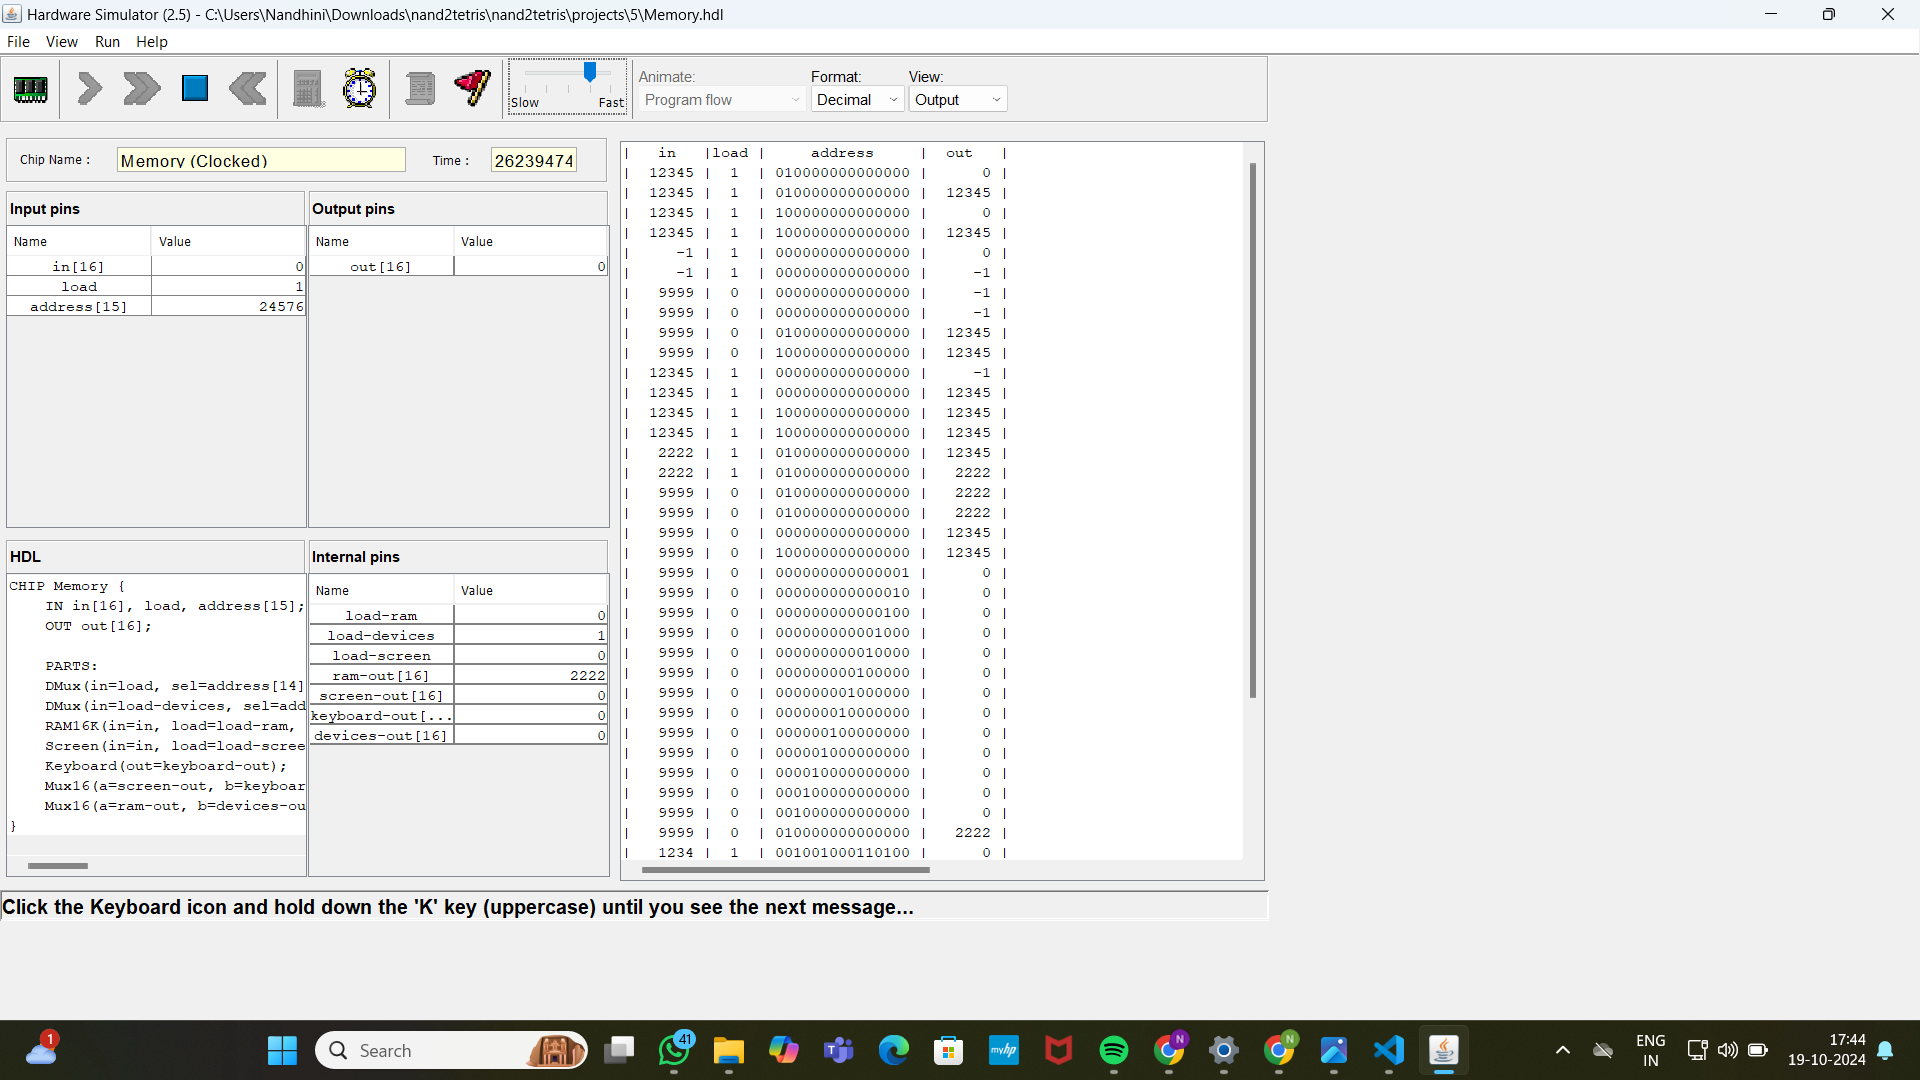 Hardware Simulator (2.5) - C:\Users\Nandhini\Downloads\nand2tetris\nand2tetris\projects\5\Memory.hdl
File View Run Help
Slow Fast
Animate: Format: View:
Program flow Decimal Output
Chip Name : Memory (Clocked) Time : 26239474
Input pins
Name Value
in[16] 0
load 1
address[15] 24576
Output pins
Name Value
out[16] 0
HDL
CHIP Memory {
IN in[16], load, address[15];
OUT out[16];
PARTS:
DMux(in=load, sel=address[14]
DMux(in=load-devices, sel=add
RAM16K(in=in, load=load-ram,
Screen(in=in, load=load-scree
Keyboard(out=keyboard-out);
Mux16(a=screen-out, b=keyboar
Mux16(a=ram-out, b=devices-ou
}
Internal pins
Name Value
load-ram 0
load-devices 1
load-screen 0
ram-out[16] 2222
screen-out[16] 0
keyboard-out[... 0
devices-out[16] 0
| in |load | address | out |
| 12345 | 1 | 010000000000000 | 0 |
| 12345 | 1 | 010000000000000 | 12345 |
| 12345 | 1 | 100000000000000 | 0 |
| 12345 | 1 | 100000000000000 | 12345 |
| -1 | 1 | 000000000000000 | 0 |
| -1 | 1 | 000000000000000 | -1 |
| 9999 | 0 | 000000000000000 | -1 |
| 9999 | 0 | 000000000000000 | -1 |
| 9999 | 0 | 010000000000000 | 12345 |
| 9999 | 0 | 100000000000000 | 12345 |
| 12345 | 1 | 000000000000000 | -1 |
| 12345 | 1 | 000000000000000 | 12345 |
| 12345 | 1 | 100000000000000 | 12345 |
| 12345 | 1 | 100000000000000 | 12345 |
| 2222 | 1 | 010000000000000 | 12345 |
| 2222 | 1 | 010000000000000 | 2222 |
| 9999 | 0 | 010000000000000 | 2222 |
| 9999 | 0 | 010000000000000 | 2222 |
| 9999 | 0 | 000000000000000 | 12345 |
| 9999 | 0 | 100000000000000 | 12345 |
| 9999 | 0 | 000000000000001 | 0 |
| 9999 | 0 | 000000000000010 | 0 |
| 9999 | 0 | 000000000000100 | 0 |
| 9999 | 0 | 000000000001000 | 0 |
| 9999 | 0 | 000000000010000 | 0 |
| 9999 | 0 | 000000000100000 | 0 |
| 9999 | 0 | 000000001000000 | 0 |
| 9999 | 0 | 000000010000000 | 0 |
| 9999 | 0 | 000000100000000 | 0 |
| 9999 | 0 | 000001000000000 | 0 |
| 9999 | 0 | 000010000000000 | 0 |
| 9999 | 0 | 000100000000000 | 0 |
| 9999 | 0 | 001000000000000 | 0 |
| 9999 | 0 | 010000000000000 | 2222 |
| 1234 | 1 | 001001000110100 | 0 |
Click the Keyboard icon and hold down the 'K' key (uppercase) until you see the next message...
1
Search
41
myhp
N
N
ENG
IN
17:44
19-10-2024